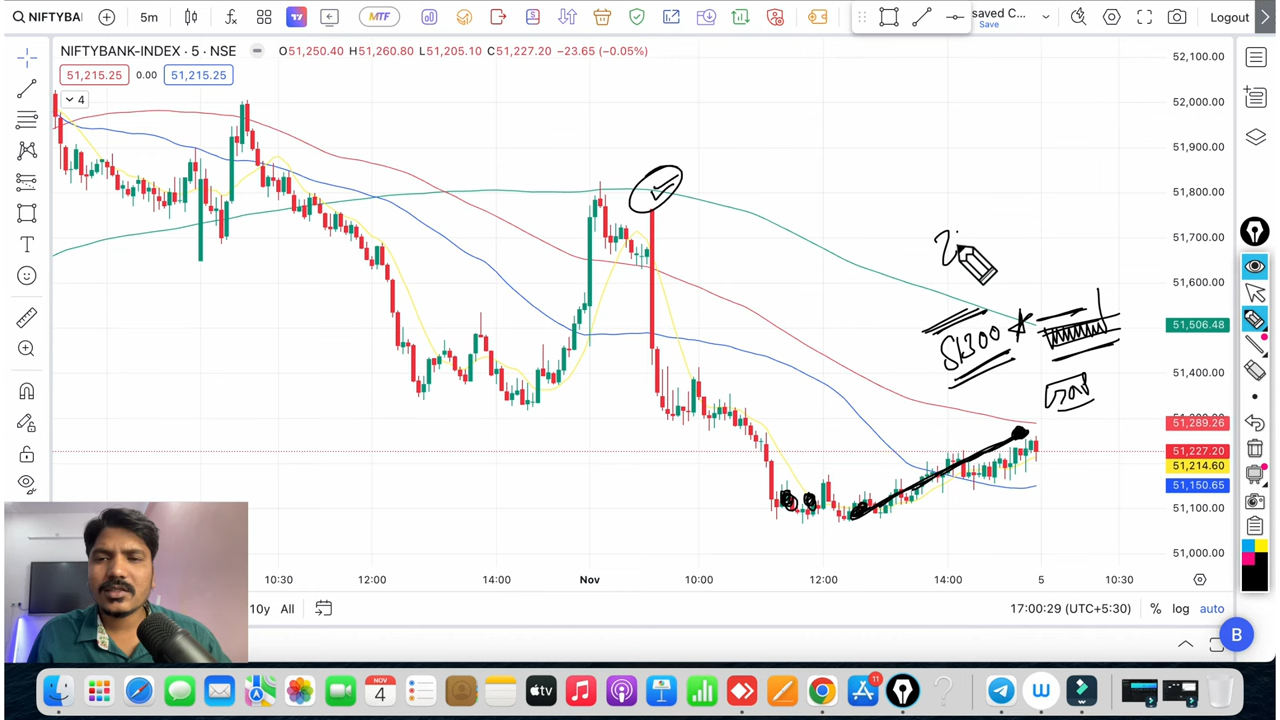 NIFTYBA
5m
MTF
saved C...
Save
Logout
NIFTYBANK-INDEX · 5 · NSE
O51,250.40 H51,260.80 L51,205.10 C51,227.20 -23.65 (-0.05%)
51,215.25 0.00 51,215.25
4
52,100.00
52,000.00
51,900.00
51,800.00
51,700.00
51,600.00
51,506.48
51300
51,400.00
51,289.26
51,227.20
51,214.60
51,150.65
51,100.00
51,000.00
10:30 12:00 14:00 Nov 10:00 12:00 14:00 5 10:30
10y All
17:00:29 (UTC+5:30) % log auto
B
NOV
4
tv
11
W